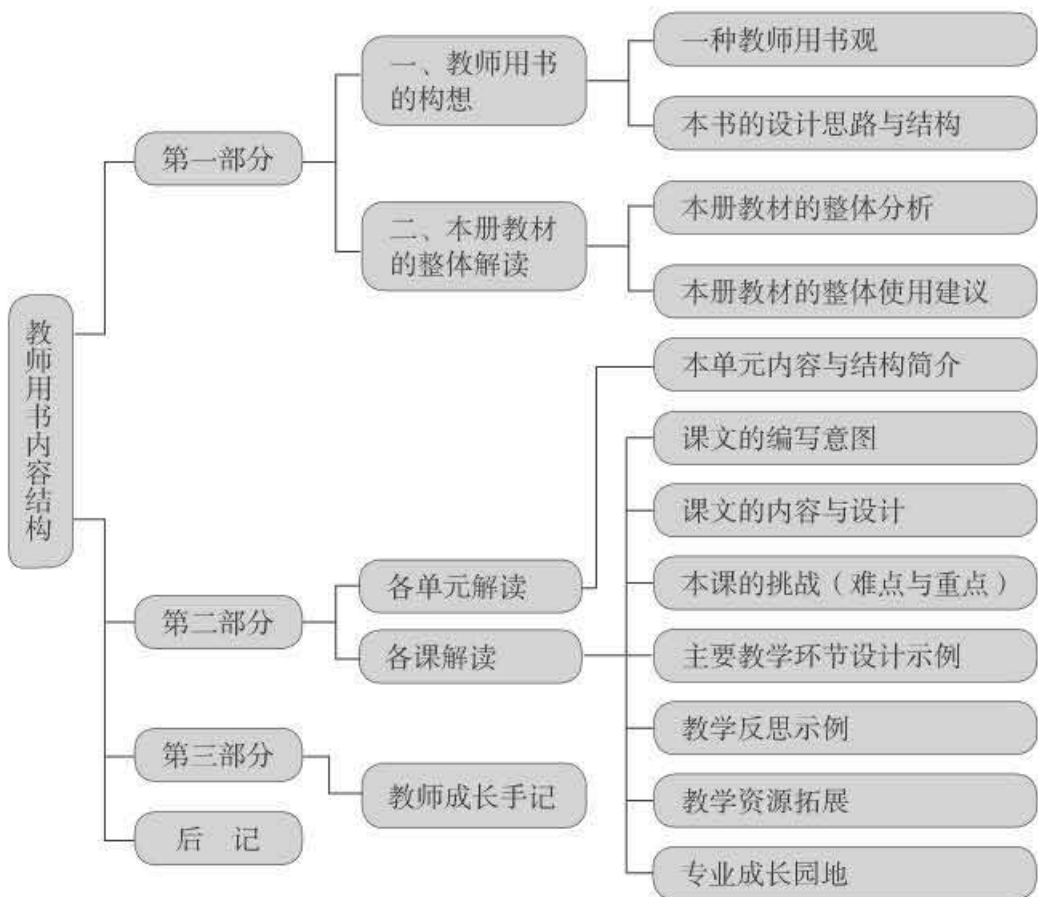 教师用书内容结构
第一部分
一、教师用书
的构想
一种教师用书观
本书的设计思路与结构
二、本册教材
的整体解读
本册教材的整体分析
本册教材的整体使用建议
第二部分
各单元解读
本单元内容与结构简介
各课解读
课文的编写意图
课文的内容与设计
本课的挑战（难点与重点）
主要教学环节设计示例
教学反思示例
教学资源拓展
专业成长园地
第三部分
教师成长手记
后 记